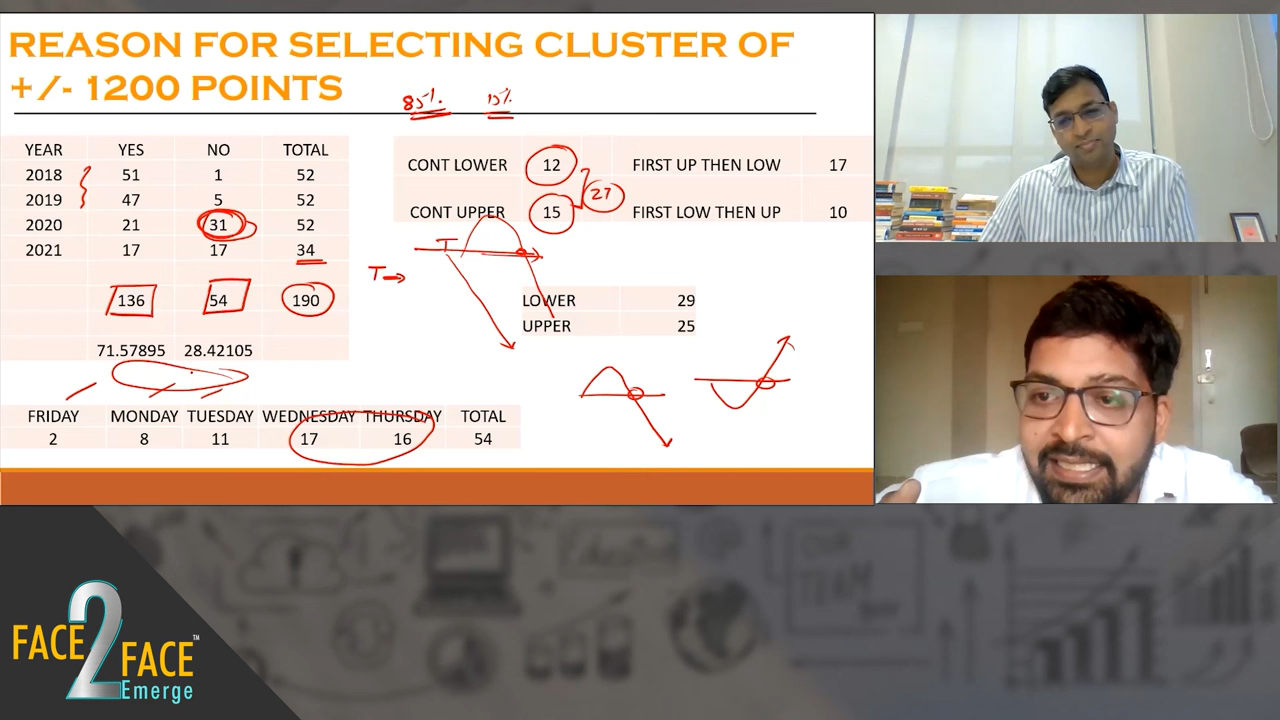 REASON FOR SELECTING CLUSTER OF
+/- 1200 POINTS
85%. 15%.
YEAR YES NO TOTAL
2018 51 1 52
2019 47 5 52
2020 21 31 52
2021 17 17 34
136 54 190
71.57895 28.42105
CONT LOWER 12 FIRST UP THEN LOW 17
CONT UPPER 15 FIRST LOW THEN UP 10
27
T
T
LOWER 29
UPPER 25
FRIDAY MONDAY TUESDAY WEDNESDAY THURSDAY TOTAL
2 8 11 17 16 54
FACE 2 FACE™
Emerge